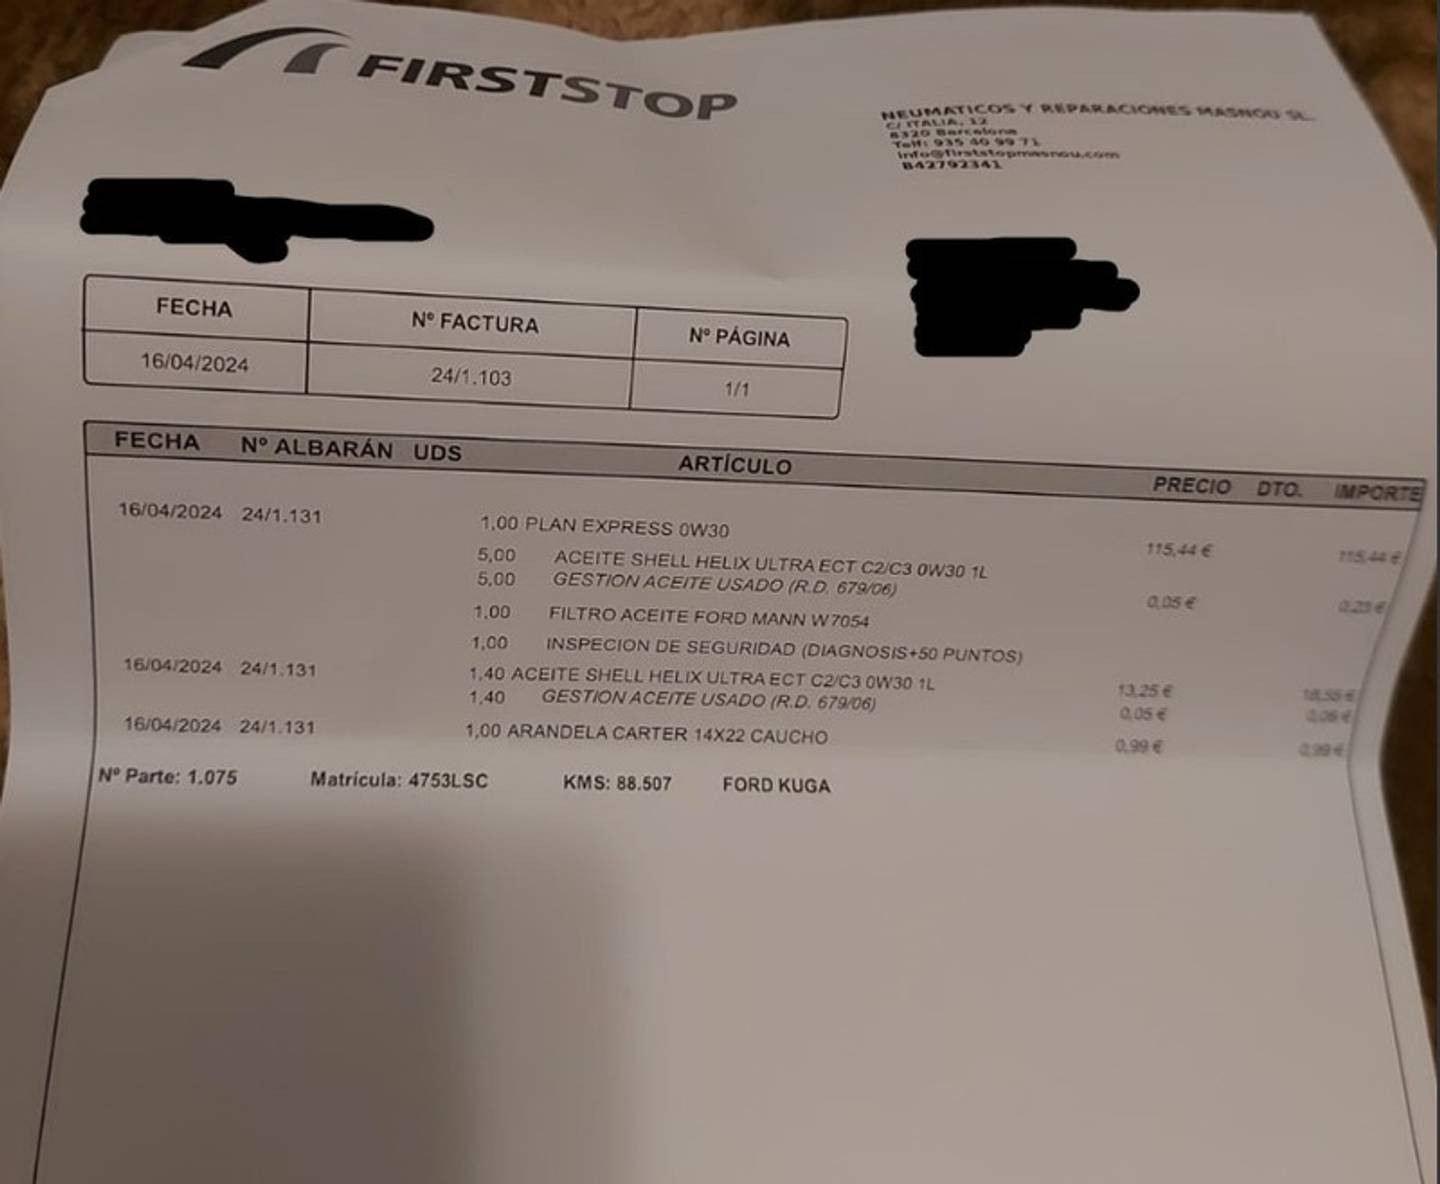 FIRSTSTOP
NEUMATICOS Y REPARACIONES MASNOU SL.
C/ ITALIA, 12
8320 Barcelona
Telf: 935 40 99 71
info@firststopmasnou.com
B42792341
FECHA Nº FACTURA Nº PÁGINA
16/04/2024 24/1.103 1/1
FECHA Nº ALBARÁN UDS ARTÍCULO PRECIO DTO. IMPORTE
16/04/2024 24/1.131 1,00 PLAN EXPRESS 0W30 115,44 € 115,44 €
5,00 ACEITE SHELL HELIX ULTRA ECT C2/C3 0W30 1L
5,00 GESTION ACEITE USADO (R.D. 679/06) 0,05 € 0,23 €
1,00 FILTRO ACEITE FORD MANN W7054
1,00 INSPECION DE SEGURIDAD (DIAGNOSIS+50 PUNTOS)
16/04/2024 24/1.131 1,40 ACEITE SHELL HELIX ULTRA ECT C2/C3 0W30 1L 13,25 € 18,55 €
1,40 GESTION ACEITE USADO (R.D. 679/06) 0,05 €
16/04/2024 24/1.131 1,00 ARANDELA CARTER 14X22 CAUCHO 0,99 € 0,99 €
Nº Parte: 1.075 Matrícula: 4753LSC KMS: 88.507 FORD KUGA